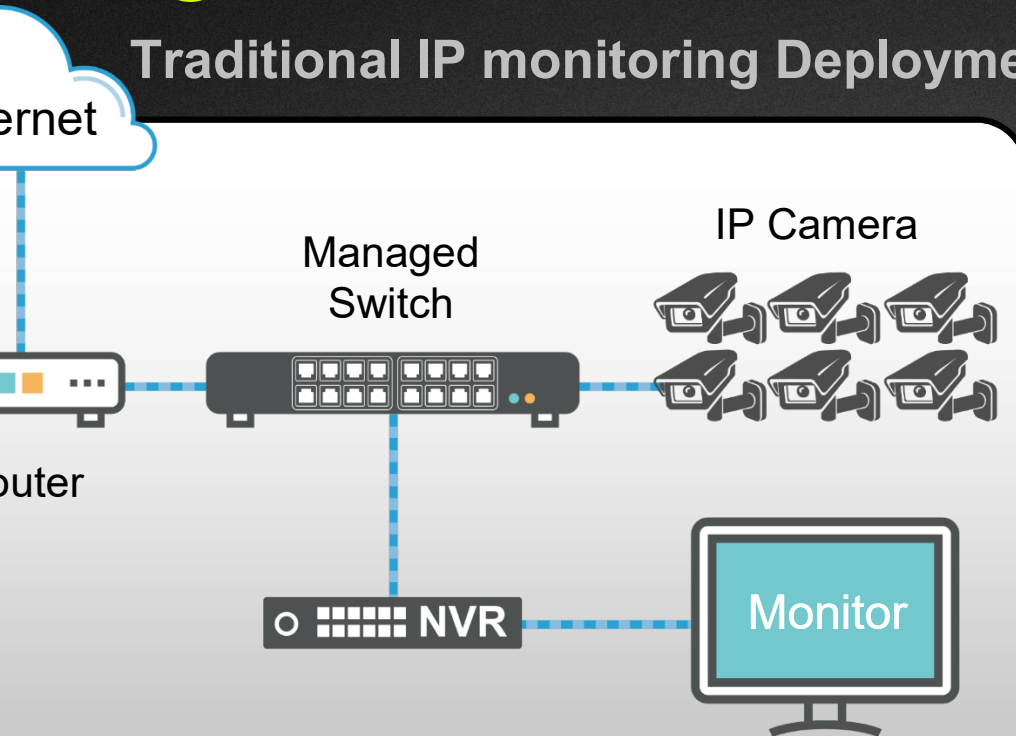 Traditional IP monitoring Deployme
ernet
IP Camera
Managed
Switch
outer
NVR
Monitor